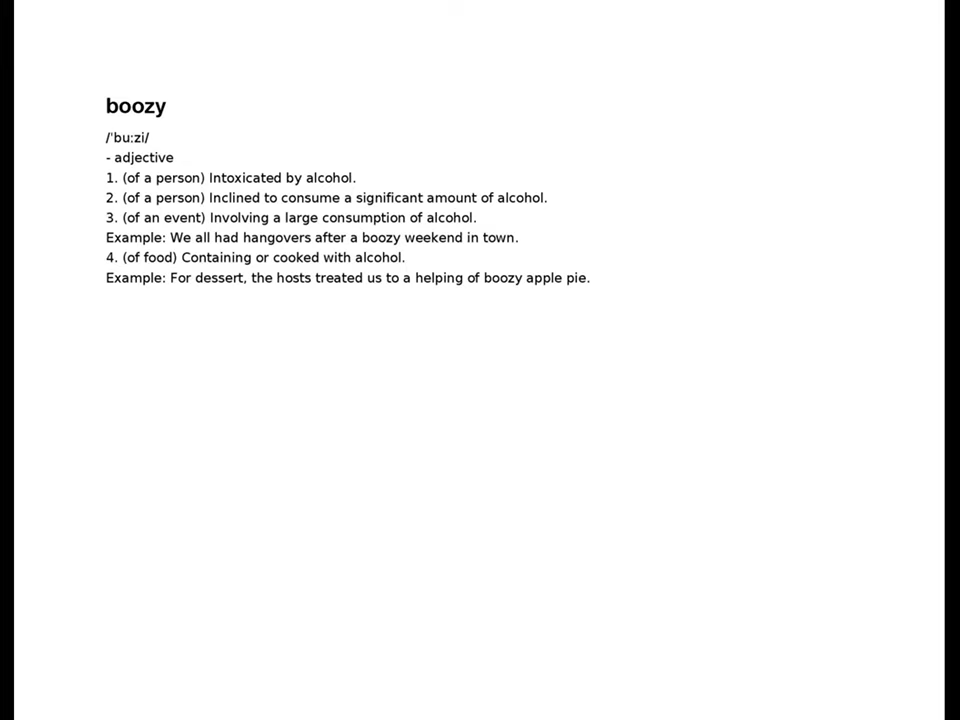 boozy
/ˈbuːzi/
- adjective
1. (of a person) Intoxicated by alcohol.
2. (of a person) Inclined to consume a significant amount of alcohol.
3. (of an event) Involving a large consumption of alcohol.
Example: We all had hangovers after a boozy weekend in town.
4. (of food) Containing or cooked with alcohol.
Example: For dessert, the hosts treated us to a helping of boozy apple pie.